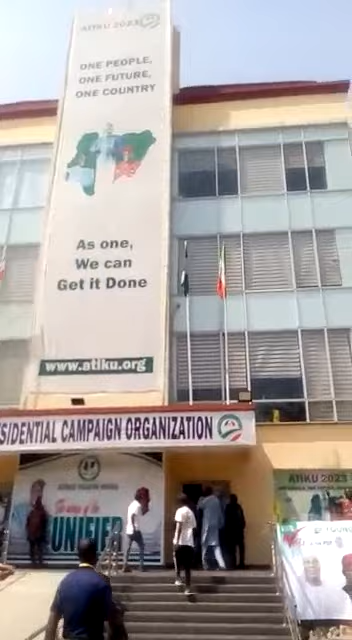 ATIKU 2023
ONE PEOPLE,
ONE FUTURE,
ONE COUNTRY
As one,
We can
Get it Done
www.atiku.org
SIDENTIAL CAMPAIGN ORGANIZATION
UNIFIER
ATIKU 2023